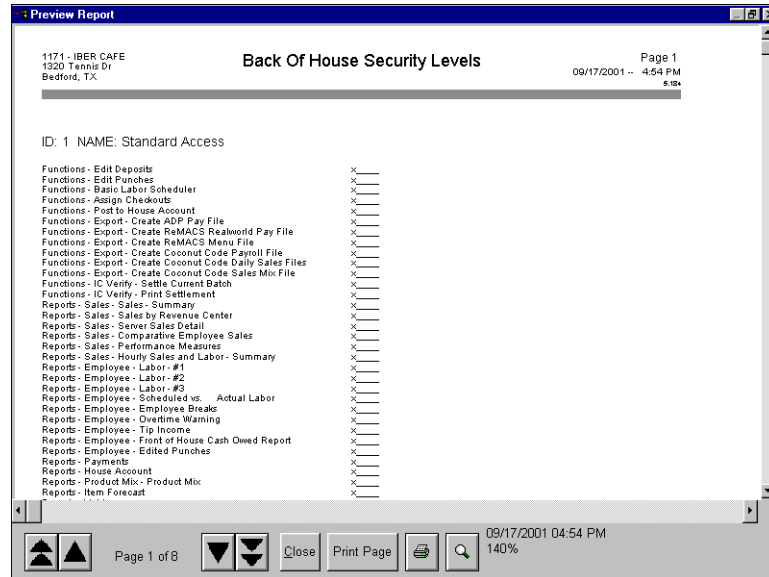 Preview Report
1171 - IBER CAFE
1320 Tennis Dr
Bedford, TX
Back Of House Security Levels
Page 1
09/17/2001 -- 4:54 PM
5.18+
ID: 1 NAME: Standard Access
Functions - Edit Deposits x____
Functions - Edit Punches x____
Functions - Basic Labor Scheduler x____
Functions - Assign Checkouts x____
Functions - Post to House Account x____
Functions - Export - Create ADP Pay File x____
Functions - Export - Create ReMACS Realworld Pay File x____
Functions - Export - Create ReMACS Menu File x____
Functions - Export - Create Coconut Code Payroll File x____
Functions - Export - Create Coconut Code Daily Sales Files x____
Functions - Export - Create Coconut Code Sales Mix File x____
Functions - IC Verify - Settle Current Batch x____
Functions - IC Verify - Print Settlement x____
Reports - Sales - Sales - Summary x____
Reports - Sales - Sales by Revenue Center x____
Reports - Sales - Server Sales Detail x____
Reports - Sales - Comparative Employee Sales x____
Reports - Sales - Performance Measures x____
Reports - Sales - Hourly Sales and Labor - Summary x____
Reports - Employee - Labor - #1 x____
Reports - Employee - Labor - #2 x____
Reports - Employee - Labor - #3 x____
Reports - Employee - Scheduled vs. Actual Labor x____
Reports - Employee - Employee Breaks x____
Reports - Employee - Overtime Warning x____
Reports - Employee - Tip Income x____
Reports - Employee - Front of House Cash Owed Report x____
Reports - Employee - Edited Punches x____
Reports - Payments x____
Reports - House Account x____
Reports - Product Mix - Product Mix x____
Reports - Item Forecast x____
Page 1 of 8
Close
Print Page
09/17/2001 04:54 PM
140%